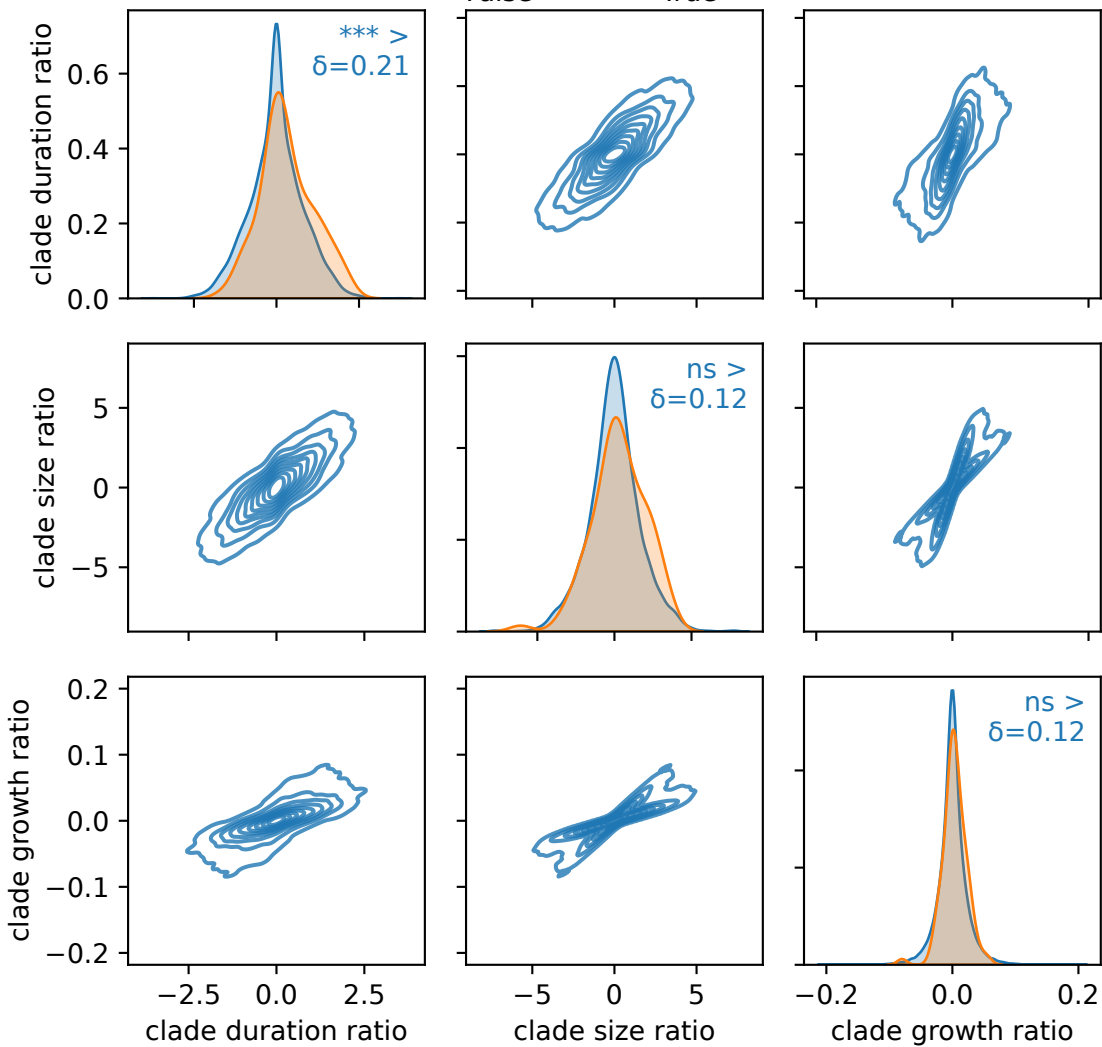 *** >
δ=0.21
clade duration ratio
0.6
0.4
0.2
0.0
ns >
δ=0.12
clade size ratio
5
0
−5
ns >
δ=0.12
clade growth ratio
0.2
0.1
0.0
−0.1
−0.2
−2.5 0.0 2.5 −5 0 5 −0.2 0.0 0.2
clade duration ratio clade size ratio clade growth ratio